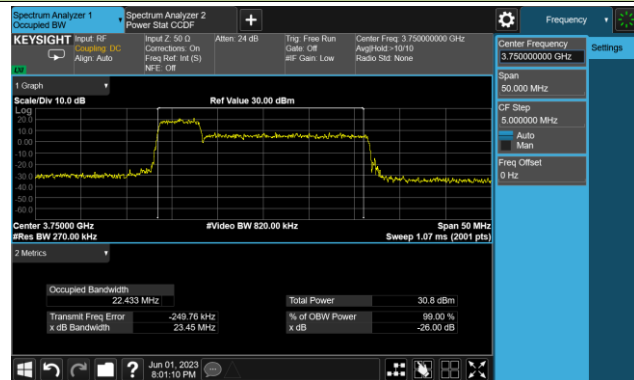 Spectrum Analyzer 1
Occupied BW
Spectrum Analyzer 2
Power Stat CCDF
Frequency
KEYSIGHT
Input: RF
Coupling: DC
Align: Auto
Input Z: 50 Ω
Corrections: On
Freq Ref: Int (S)
NFE: Off
Atten: 24 dB
Trig: Free Run
Gate: Off
#IF Gain: Low
Center Freq: 3.750000000 GHz
Avg|Hold:>10/10
Radio Std: None
Center Frequency
3.750000000 GHz
Settings
Span
50.000 MHz
CF Step
5.000000 MHz
Auto
Man
Freq Offset
0 Hz
1 Graph
Scale/Div 10.0 dB
Ref Value 30.00 dBm
Log
20.0
10.0
0.00
-10.0
-20.0
-30.0
-40.0
-50.0
-60.0
Center 3.75000 GHz
#Video BW 820.00 kHz
Span 50 MHz
#Res BW 270.00 kHz
Sweep 1.07 ms (2001 pts)
2 Metrics
Occupied Bandwidth
22.433 MHz
Total Power
30.8 dBm
Transmit Freq Error
-249.76 kHz
% of OBW Power
99.00 %
x dB Bandwidth
23.45 MHz
x dB
-26.00 dB
?
Jun 01, 2023
8:01:10 PM